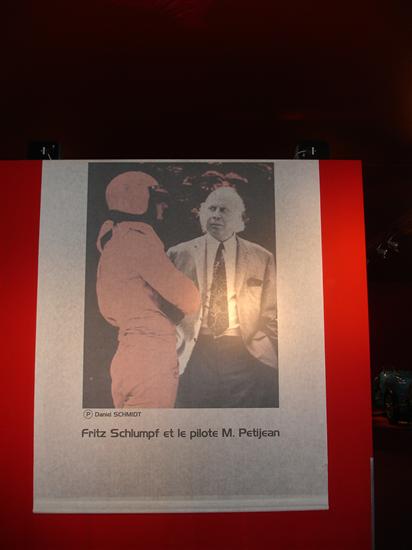 P Daniel SCHMIDT
Fritz Schlumpf et le pilote M. Petijean